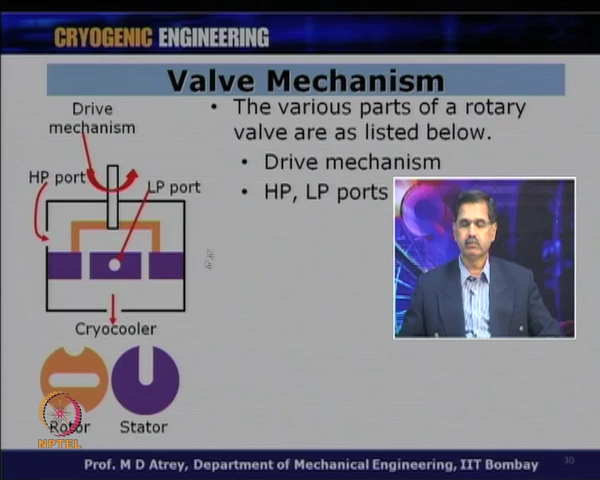 CRYOGENIC ENGINEERING
Valve Mechanism
Drive
mechanism
HP port
LP port
Cryocooler
Rotor
Stator
• The various parts of a rotary
valve are as listed below.
• Drive mechanism
• HP, LP ports
NPTEL
Prof. M D Atrey, Department of Mechanical Engineering, IIT Bombay
30